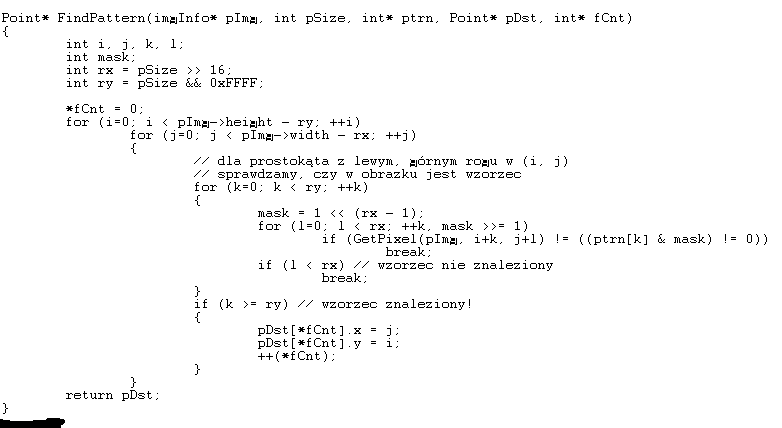 Point* FindPattern(imgInfo* pImg, int pSize, int* ptrn, Point* pDst, int* fCnt)
{
int i, j, k, l;
int mask;
int rx = pSize >> 16;
int ry = pSize && 0xFFFF;
*fCnt = 0;
for (i=0; i < pImg->height - ry; ++i)
for (j=0; j < pImg->width - rx; ++j)
{
// dla prostokąta z lewym, górnym rogu w (i, j)
// sprawdzamy, czy w obrazku jest wzorzec
for (k=0; k < ry; ++k)
{
mask = 1 << (rx - 1);
for (l=0; l < rx; ++k, mask >>= 1)
if (GetPixel(pImg, i+k, j+l) != ((ptrn[k] & mask) != 0))
break;
if (l < rx) // wzorzec nie znaleziony
break;
}
if (k >= ry) // wzorzec znaleziony!
{
pDst[*fCnt].x = j;
pDst[*fCnt].y = i;
++(*fCnt);
}
}
return pDst;
}